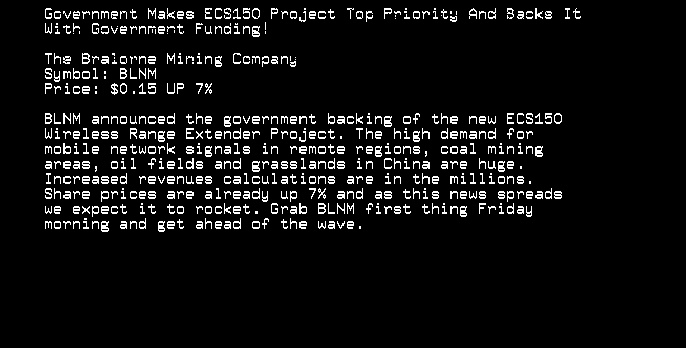 Government Makes ECS150 Project Top Priority And Backs It
With Government Funding!
The Bralorne Mining Company
Symbol: BLNM
Price: $0.15 UP 7%
BLNM announced the government backing of the new ECS150
Wireless Range Extender Project. The high demand for
mobile network signals in remote regions, coal mining
areas, oil fields and grasslands in China are huge.
Increased revenues calculations are in the millions.
Share prices are already up 7% and as this news spreads
we expect it to rocket. Grab BLNM first thing Friday
morning and get ahead of the wave.